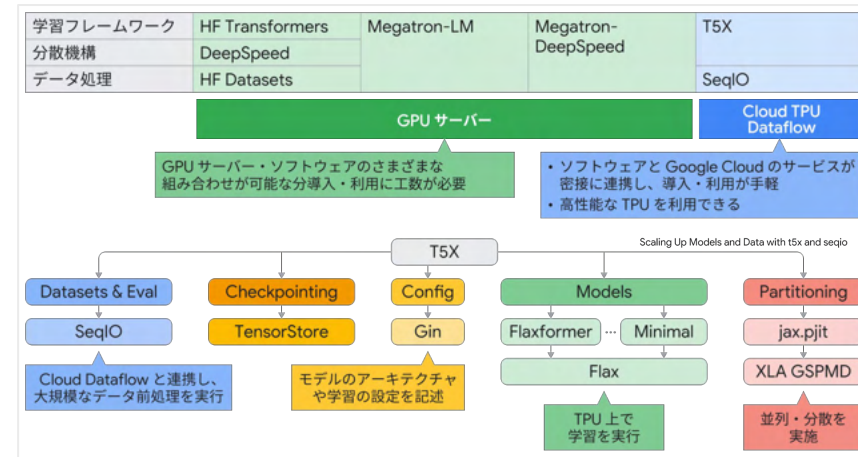 学習フレームワーク HF Transformers Megatron-LM Megatron- T5X
DeepSpeed
分散機構 DeepSpeed
データ処理 HF Datasets SeqIO
GPU サーバー
Cloud TPU
Dataflow
GPU サーバー・ソフトウェアのさまざまな
組み合わせが可能な分導入・利用に工数が必要
• ソフトウェアと Google Cloud のサービスが
密接に連携し、導入・利用が手軽
• 高性能な TPU を利用できる
Scaling Up Models and Data with t5x and seqio
T5X
Datasets & Eval Checkpointing Config Models Partitioning
SeqIO TensorStore Gin Flaxformer ... Minimal jax.pjit
Flax XLA GSPMD
Cloud Dataflow と連携し、
大規模なデータ前処理を実行
モデルのアーキテクチャ
や学習の設定を記述
TPU 上で
学習を実行
並列・分散を
実施